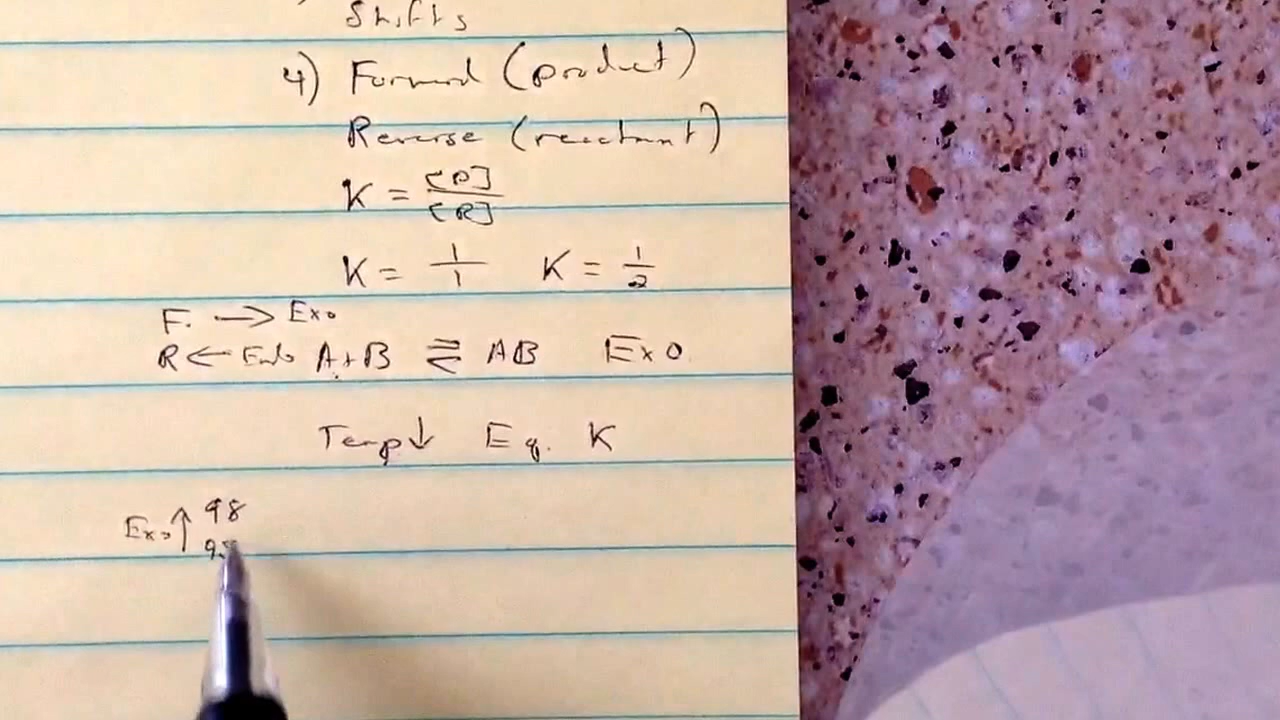 Shifts
4) Forward (product)
Reverse (reactant)
K = [P]/[R]
K = 1/1 K = 1/2
F. → Exo
R ← Endo A+B ⇌ AB Exo
Temp↓ Eq. K
Exo ↑ 98